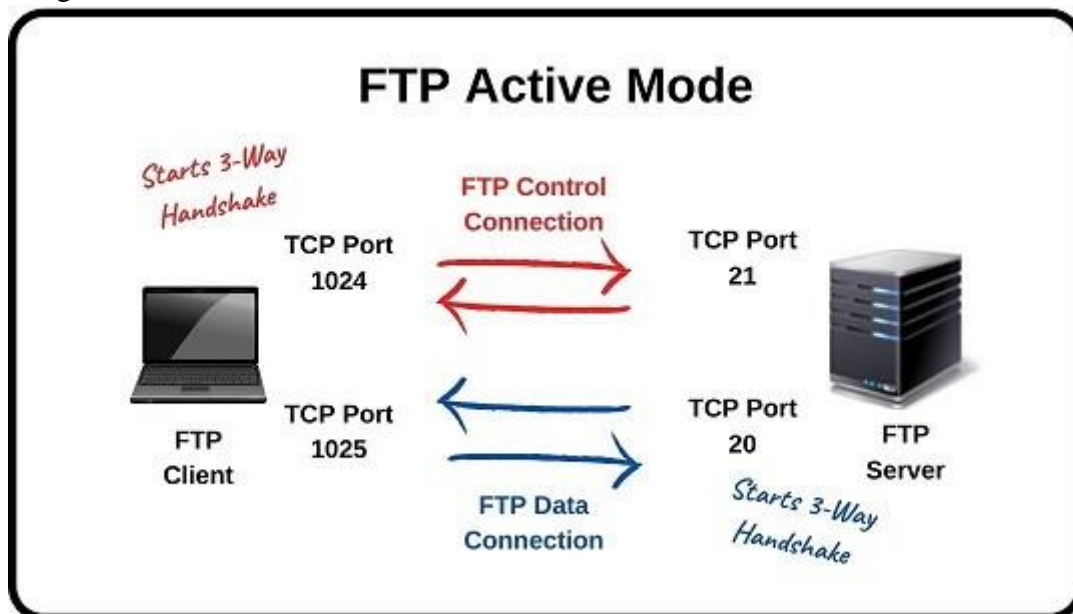 FTP Active Mode
Starts 3-Way
Handshake
FTP Control
Connection
TCP Port
1024
TCP Port
21
FTP
Client
TCP Port
1025
TCP Port
20
FTP
Server
FTP Data
Connection
Starts 3-Way
Handshake